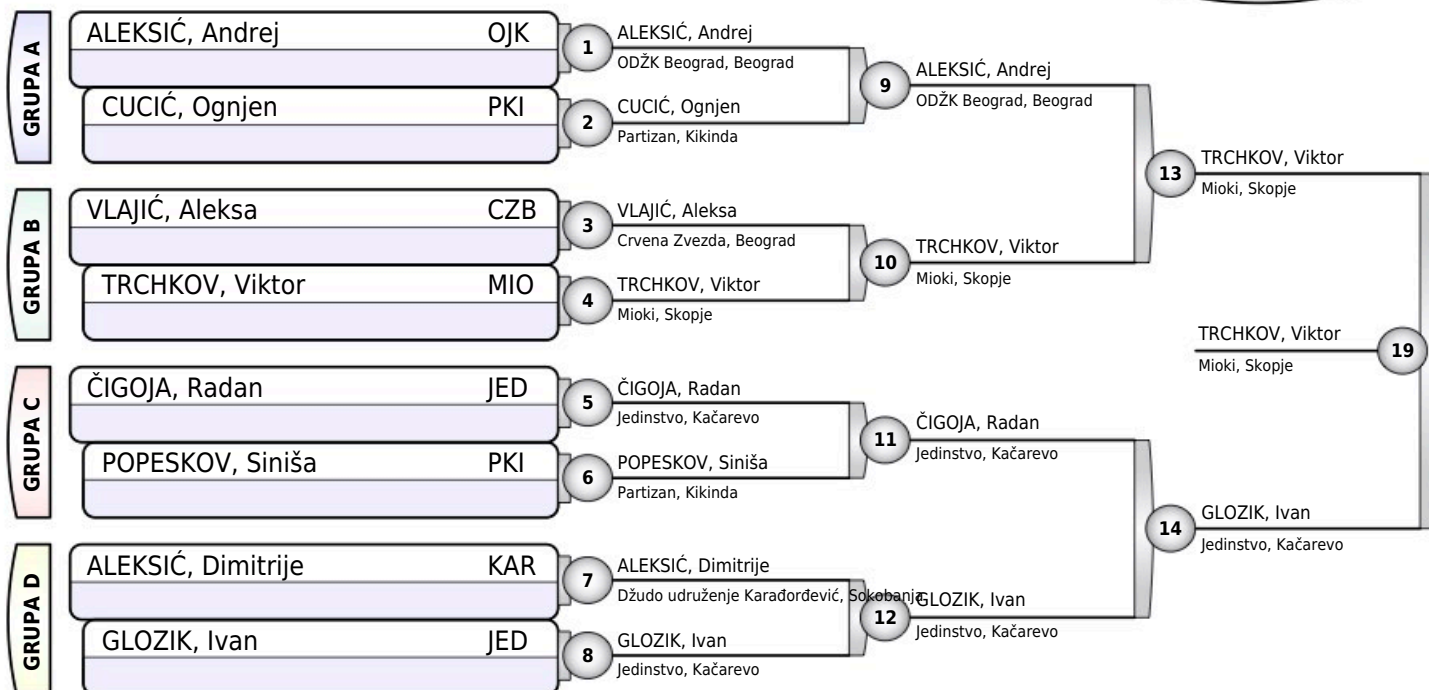 GRUPA A
ALEKSIĆ, Andrej OJK
CUCIĆ, Ognjen PKI
GRUPA B
VLAJIĆ, Aleksa CZB
TRCHKOV, Viktor MIO
GRUPA C
ČIGOJA, Radan JED
POPESKOV, Siniša PKI
GRUPA D
ALEKSIĆ, Dimitrije KAR
GLOZIK, Ivan JED
1
ALEKSIĆ, Andrej
ODŽK Beograd, Beograd
2
CUCIĆ, Ognjen
Partizan, Kikinda
3
VLAJIĆ, Aleksa
Crvena Zvezda, Beograd
4
TRCHKOV, Viktor
Mioki, Skopje
5
ČIGOJA, Radan
Jedinstvo, Kačarevo
6
POPESKOV, Siniša
Partizan, Kikinda
7
ALEKSIĆ, Dimitrije
Džudo udruženje Karađorđević, Sokobanja
8
GLOZIK, Ivan
Jedinstvo, Kačarevo
9
ALEKSIĆ, Andrej
ODŽK Beograd, Beograd
10
TRCHKOV, Viktor
Mioki, Skopje
11
ČIGOJA, Radan
Jedinstvo, Kačarevo
12
GLOZIK, Ivan
Jedinstvo, Kačarevo
13
TRCHKOV, Viktor
Mioki, Skopje
14
GLOZIK, Ivan
Jedinstvo, Kačarevo
TRCHKOV, Viktor
Mioki, Skopje
19